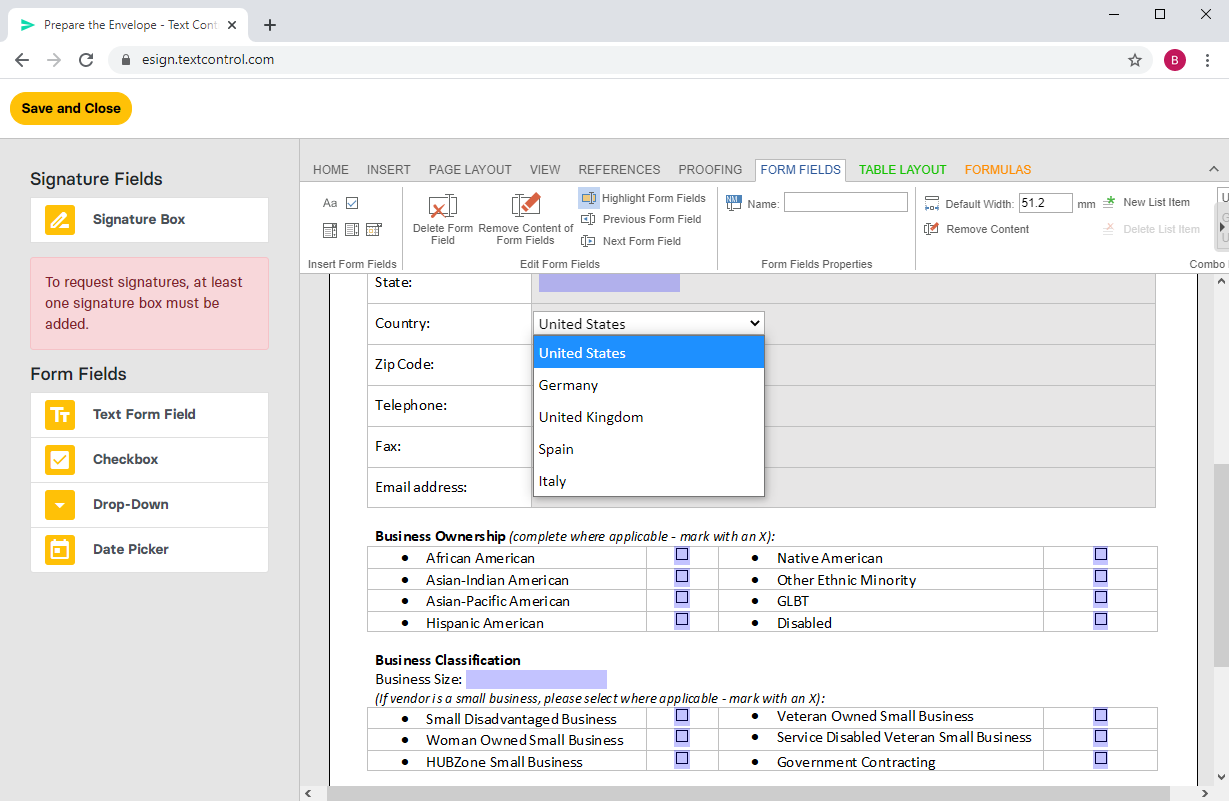 Prepare the Envelope - Text Cont
esign.textcontrol.com
B
Save and Close
Signature Fields
Signature Box
To request signatures, at least
one signature box must be
added.
Form Fields
Text Form Field
Checkbox
Drop-Down
Date Picker
HOME INSERT PAGE LAYOUT VIEW REFERENCES PROOFING FORM FIELDS TABLE LAYOUT FORMULAS
Aa
Insert Form Fields
Delete Form
Field
Remove Content of
Form Fields
Highlight Form Fields
Previous Form Field
Next Form Field
Edit Form Fields
Name:
Form Fields Properties
Default Width: 51.2 mm
Remove Content
New List Item
Delete List Item
Combo
State:
Country:
United States
United States
Germany
United Kingdom
Spain
Italy
Zip Code:
Telephone:
Fax:
Email address:
Business Ownership (complete where applicable - mark with an X):
• African American • Native American
• Asian-Indian American • Other Ethnic Minority
• Asian-Pacific American • GLBT
• Hispanic American • Disabled
Business Classification
Business Size:
(If vendor is a small business, please select where applicable - mark with an X):
• Small Disadvantaged Business • Veteran Owned Small Business
• Woman Owned Small Business • Service Disabled Veteran Small Business
• HUBZone Small Business • Government Contracting